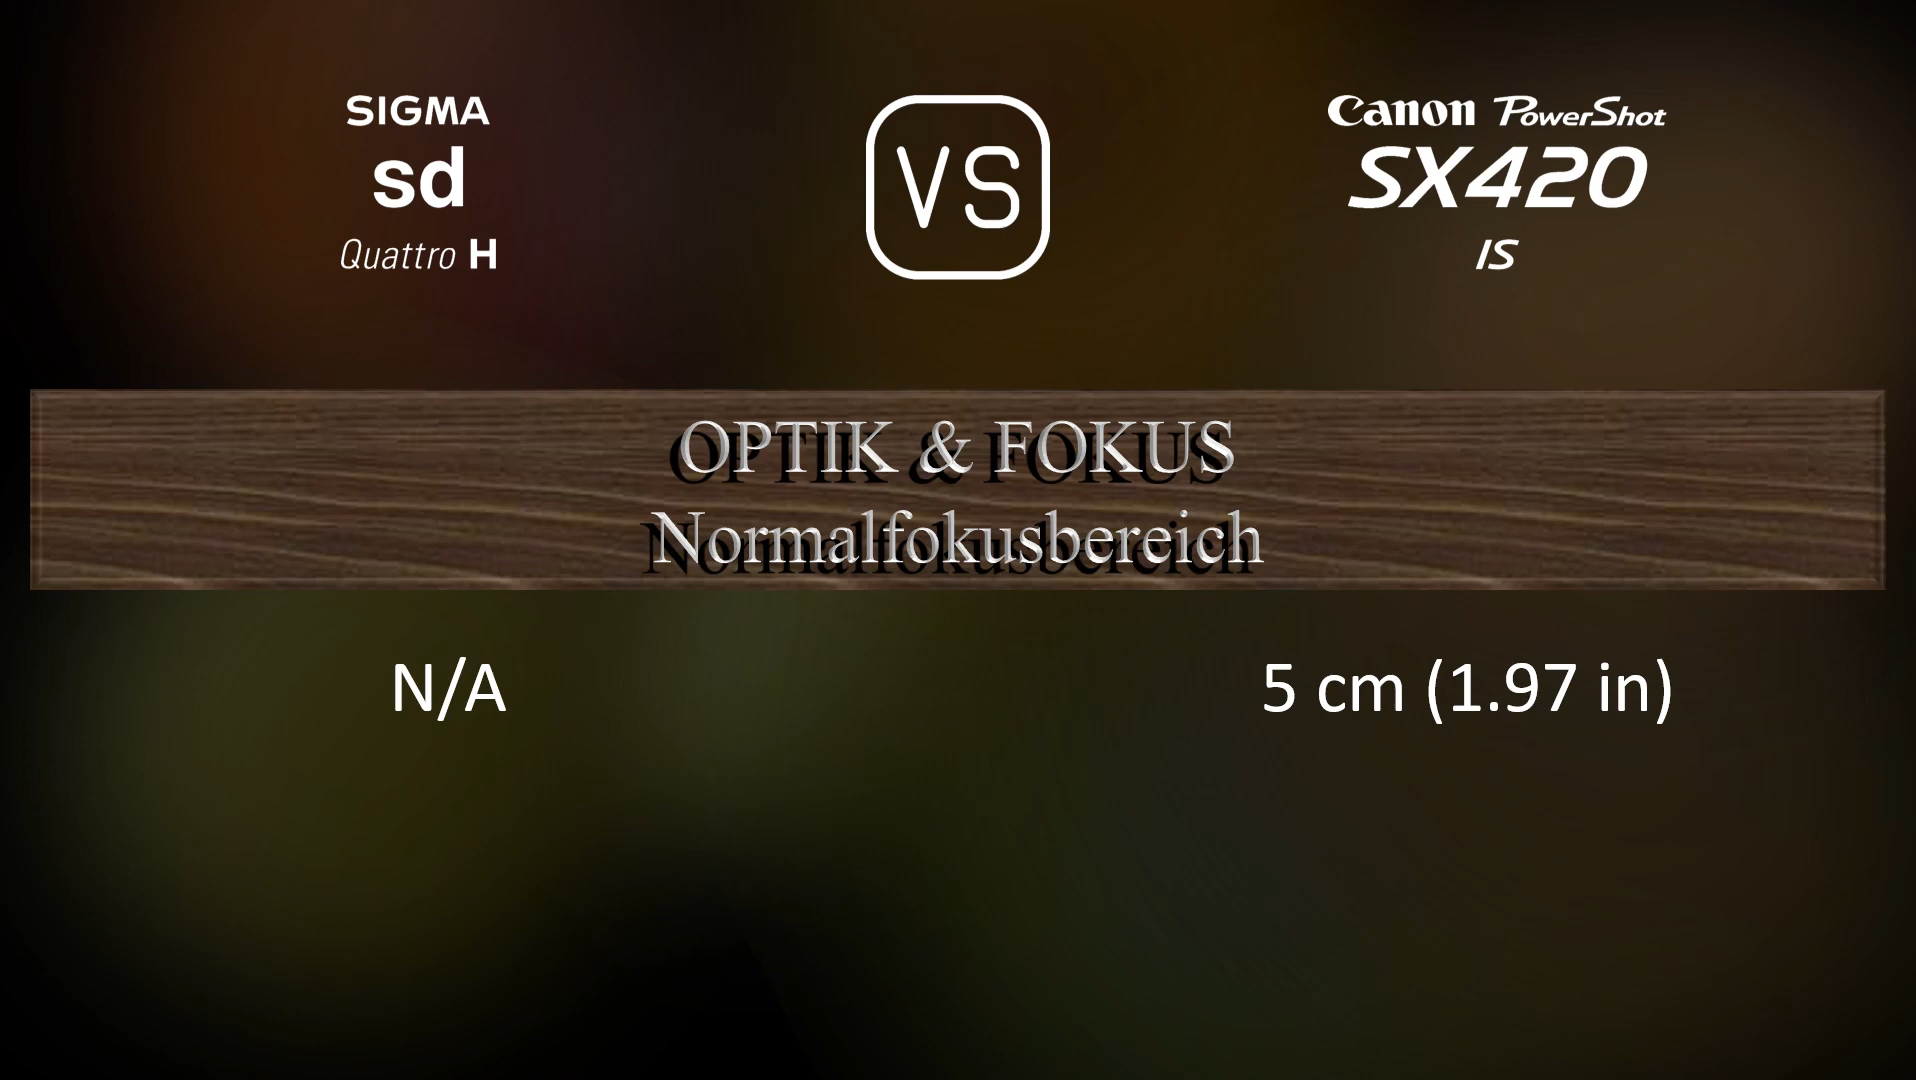 SIGMA
sd
Quattro H
VS
Canon PowerShot
SX420
IS
OPTIK & FOKUS
Normalfokusbereich
N/A
5 cm (1.97 in)